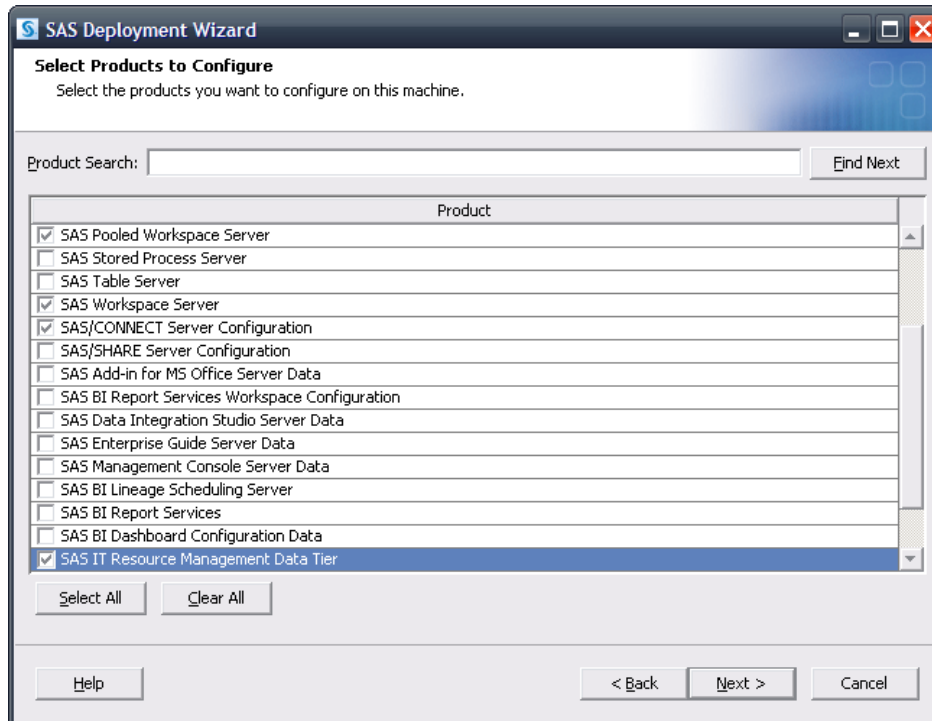 SAS Deployment Wizard
Select Products to Configure
Select the products you want to configure on this machine.
Product Search:
Find Next
Product
SAS Pooled Workspace Server
SAS Stored Process Server
SAS Table Server
SAS Workspace Server
SAS/CONNECT Server Configuration
SAS/SHARE Server Configuration
SAS Add-in for MS Office Server Data
SAS BI Report Services Workspace Configuration
SAS Data Integration Studio Server Data
SAS Enterprise Guide Server Data
SAS Management Console Server Data
SAS BI Lineage Scheduling Server
SAS BI Report Services
SAS BI Dashboard Configuration Data
SAS IT Resource Management Data Tier
Select All Clear All
Help < Back Next > Cancel